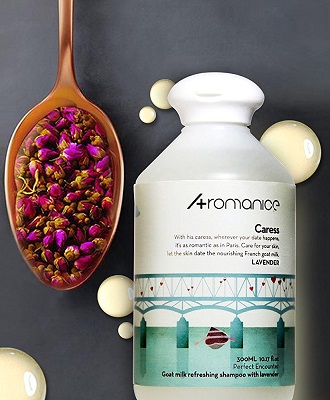 Aromanice
Caress
With his caress, wherever your date happens,
it's as romantic as in Paris. Care for your skin,
let the skin date the nourishing French goat milk.
LAVENDER
300ML 10.17 fl.oz
Perfect Encounter
Goat milk refreshing shampoo with lavender